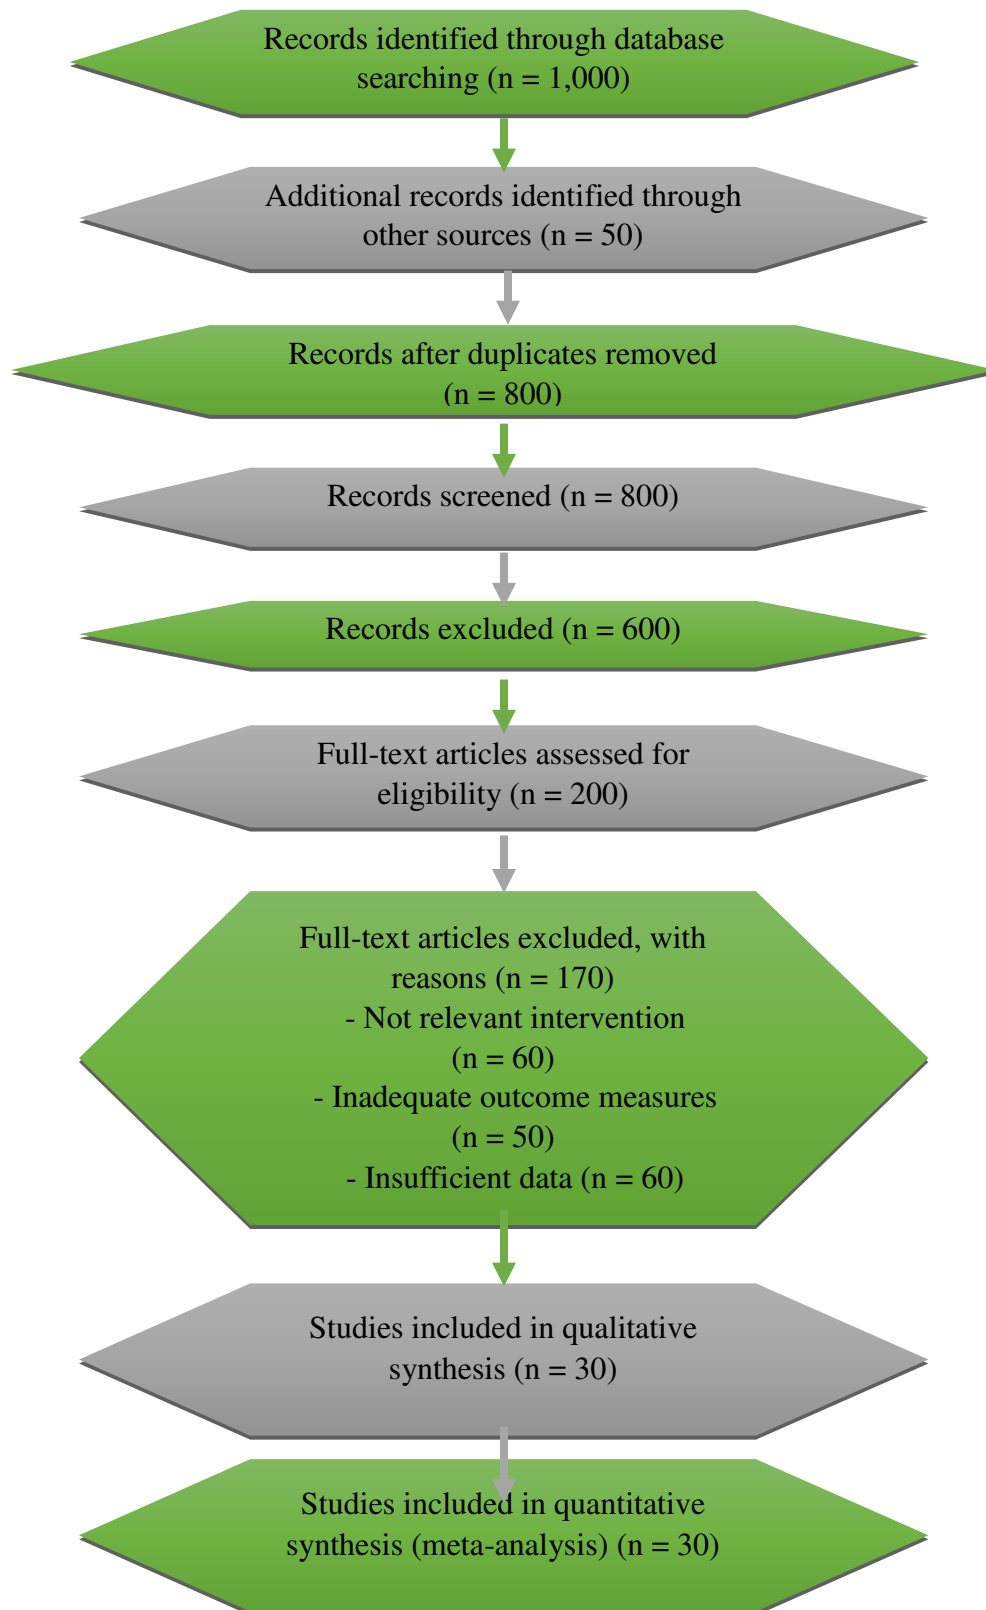 Records identified through database
searching (n = 1,000)
Additional records identified through
other sources (n = 50)
Records after duplicates removed
(n = 800)
Records screened (n = 800)
Records excluded (n = 600)
Full-text articles assessed for
eligibility (n = 200)
Full-text articles excluded, with
reasons (n = 170)
- Not relevant intervention
(n = 60)
- Inadequate outcome measures
(n = 50)
- Insufficient data (n = 60)
Studies included in qualitative
synthesis (n = 30)
Studies included in quantitative
synthesis (meta-analysis) (n = 30)